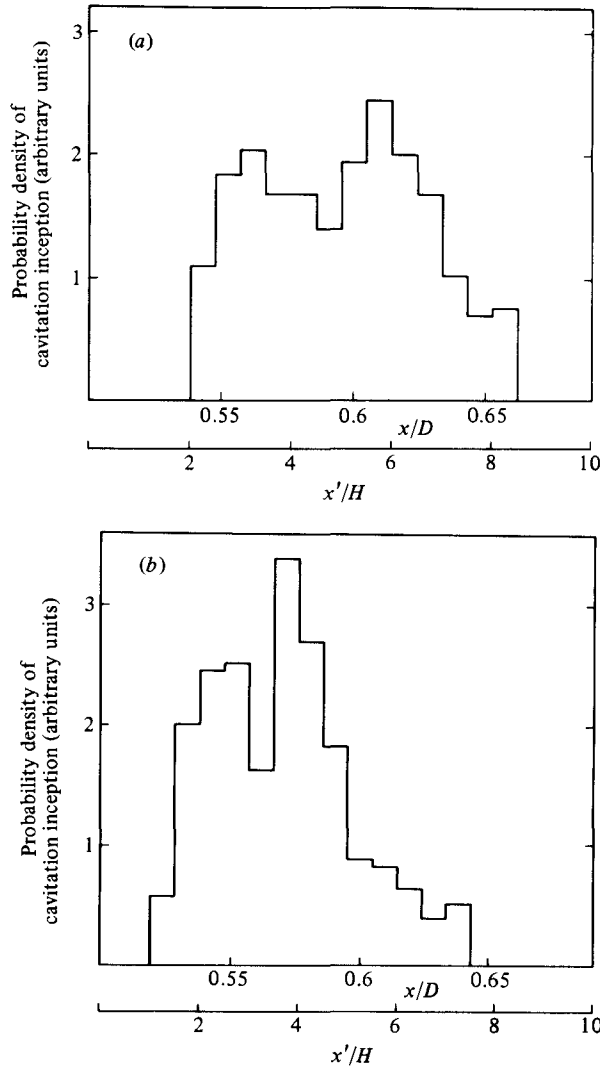 (a)
Probability density of
cavitation inception (arbitrary units)
3
2
1
0.55 0.6 0.65
x/D
2 4 6 8 10
x′/H
(b)
Probability density of
cavitation inception (arbitrary units)
3
2
1
0.55 0.6 0.65
x/D
2 4 6 8 10
x′/H